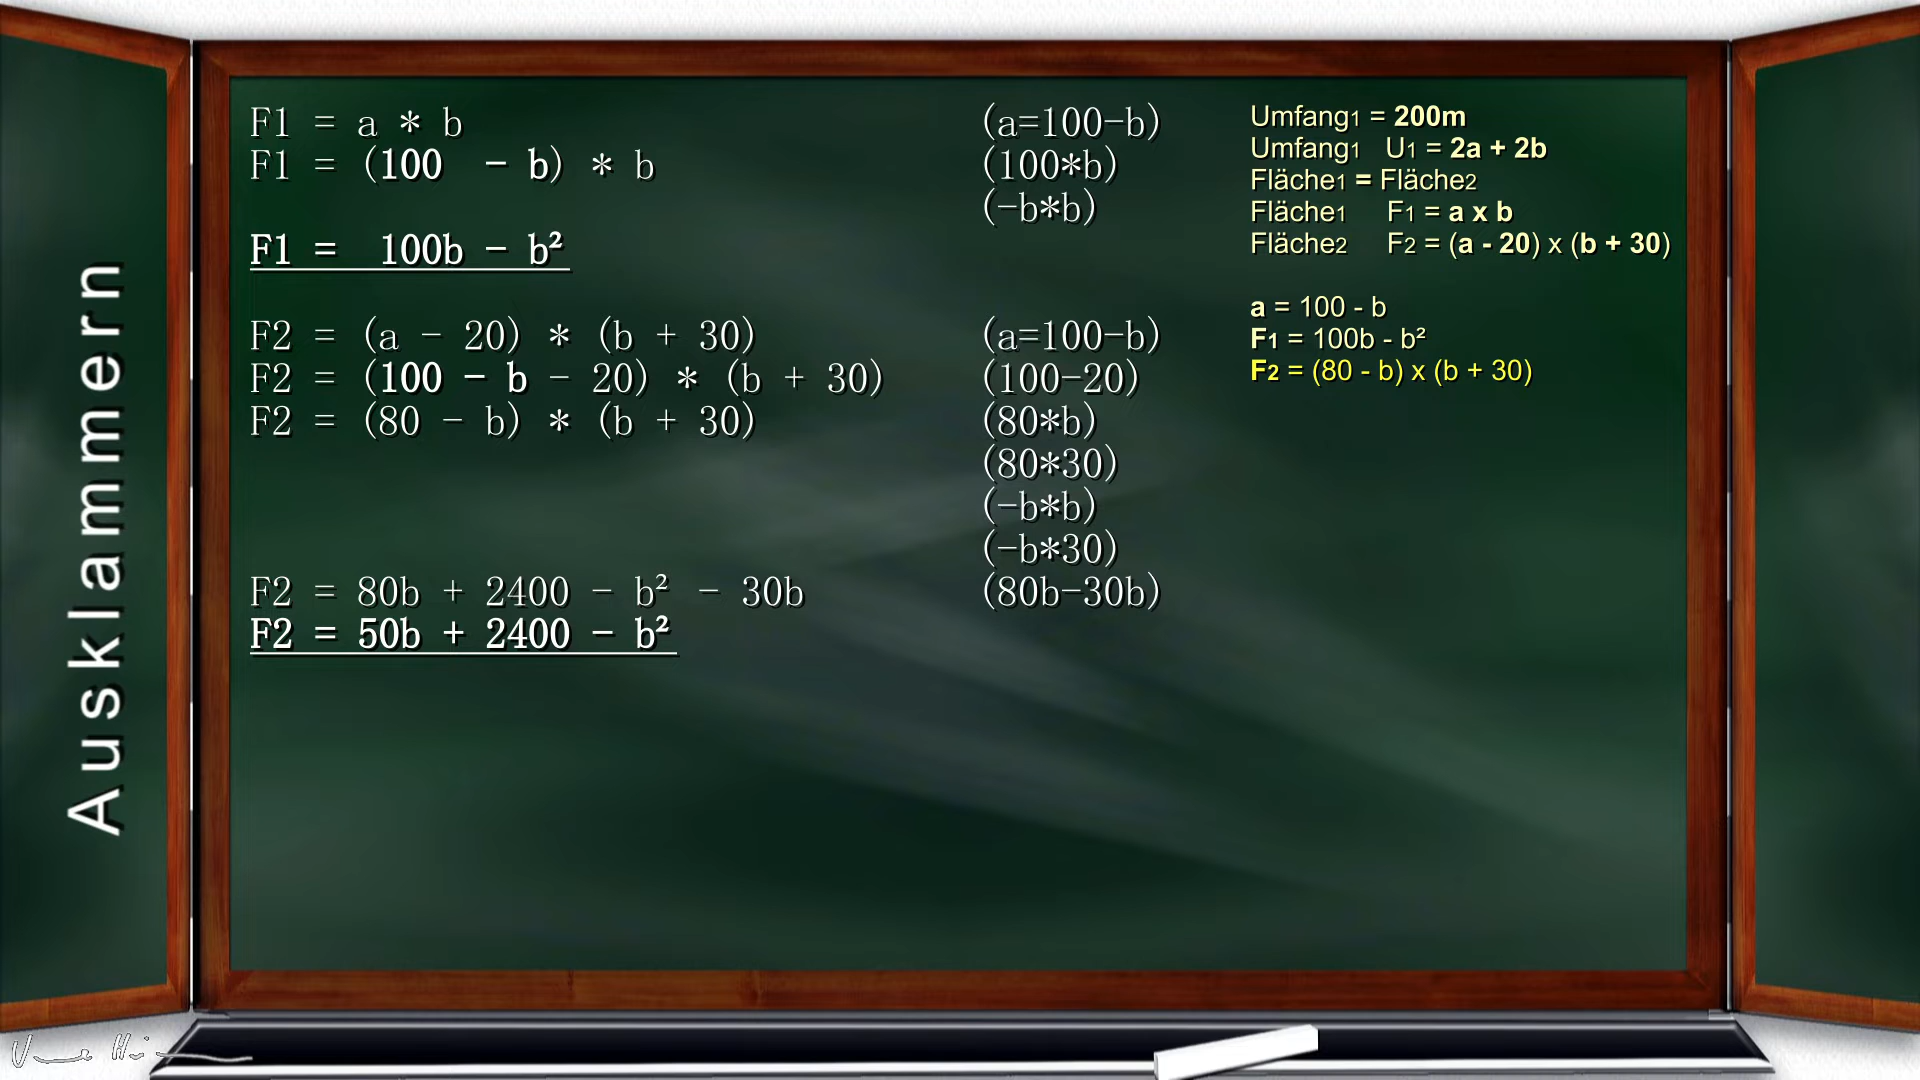 Ausklammern
F1 = a * b
F1 = (100 - b) * b
F1 = 100b - b²
F2 = (a - 20) * (b + 30)
F2 = (100 - b - 20) * (b + 30)
F2 = (80 - b) * (b + 30)
F2 = 80b + 2400 - b² - 30b
F2 = 50b + 2400 - b²
(a=100-b)
(100*b)
(-b*b)
(a=100-b)
(100-20)
(80*b)
(80*30)
(-b*b)
(-b*30)
(80b-30b)
Umfang1 = 200m
Umfang1 U1 = 2a + 2b
Fläche1 = Fläche2
Fläche1 F1 = a x b
Fläche2 F2 = (a - 20) x (b + 30)
a = 100 - b
F1 = 100b - b²
F2 = (80 - b) x (b + 30)